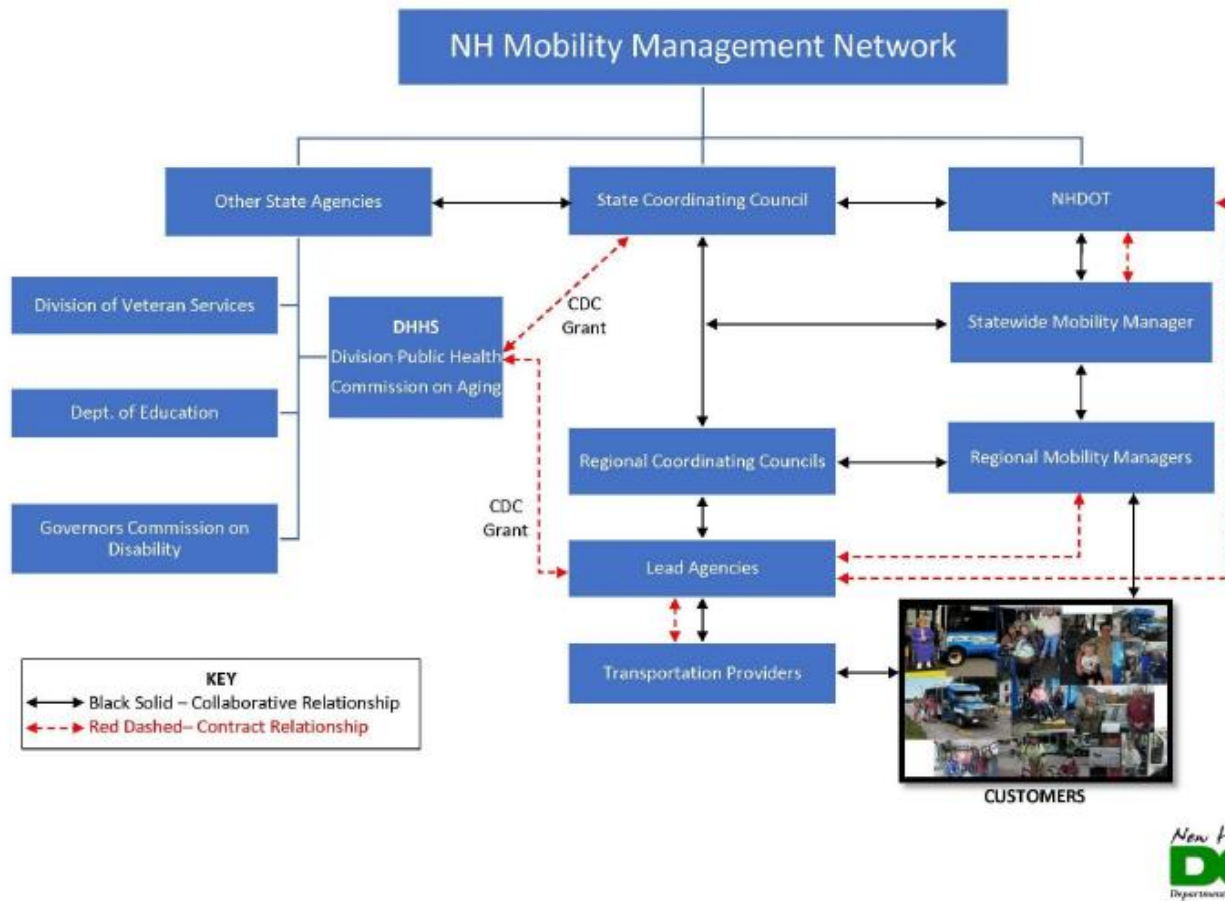 NH Mobility Management Network
Other State Agencies
State Coordinating Council
NHDOT
Division of Veteran Services
DHHS
Division Public Health
Commission on Aging
CDC
Grant
Statewide Mobility Manager
Dept. of Education
Regional Coordinating Councils
Regional Mobility Managers
CDC
Grant
Governors Commission on
Disability
Lead Agencies
Transportation Providers
KEY
Black Solid – Collaborative Relationship
Red Dashed– Contract Relationship
CUSTOMERS
New
Department